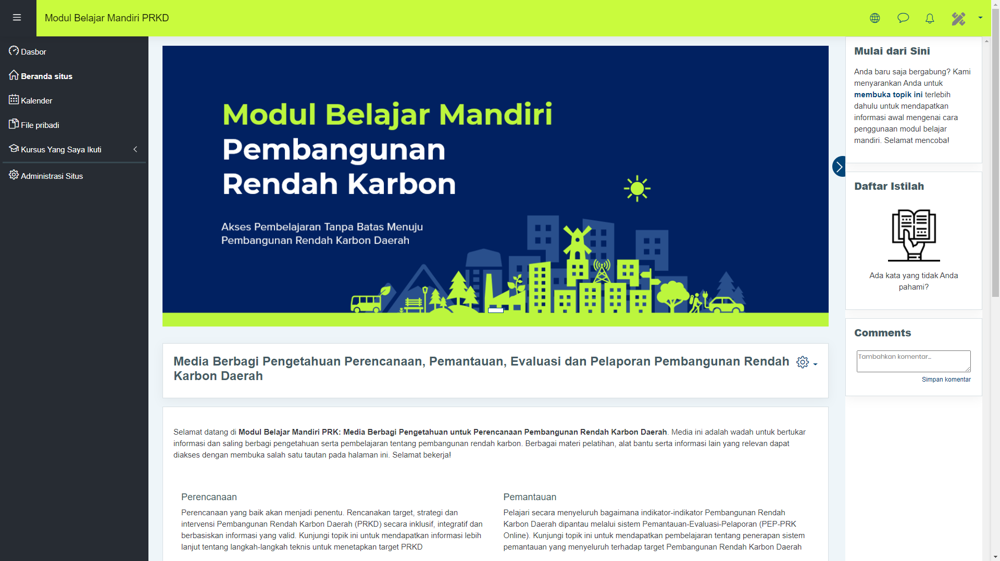 Modul Belajar Mandiri PRKD
Dasbor
Beranda situs
Kalender
File pribadi
Kursus Yang Saya Ikuti
Administrasi Situs
Modul Belajar Mandiri
Pembangunan
Rendah Karbon
Akses Pembelajaran Tanpa Batas Menuju
Pembangunan Rendah Karbon Daerah
Media Berbagi Pengetahuan Perencanaan, Pemantauan, Evaluasi dan Pelaporan Pembangunan Rendah
Karbon Daerah
Selamat datang di Modul Belajar Mandiri PRK: Media Berbagi Pengetahuan untuk Perencanaan Pembangunan Rendah Karbon Daerah. Media ini adalah wadah untuk bertukar
informasi dan saling berbagi pengetahuan serta pembelajaran tentang pembangunan rendah karbon. Berbagai materi pelatihan, alat bantu serta informasi lain yang relevan dapat
diakses dengan membuka salah satu tautan pada halaman ini. Selamat bekerja!
Perencanaan
Perencanaan yang baik akan menjadi penentu. Rencanakan target, strategi dan
intervensi Pembangunan Rendah Karbon Daerah (PRKD) secara inklusif, integratif dan
berbasiskan informasi yang valid. Kunjungi topik ini untuk mendapatkan informasi lebih
lanjut tentang langkah-langkah teknis untuk menetapkan target PRKD
Pemantauan
Pelajari secara menyeluruh bagaimana indikator-indikator Pembangunan Rendah
Karbon Daerah dipantau melalui sistem Pemantauan-Evaluasi-Pelaporan (PEP-PRK
Online). Kunjungi topik ini untuk mendapatkan pembelajaran tentang penerapan sistem
pemantauan yang menyeluruh terhadap target Pembangunan Rendah Karbon Daerah
Mulai dari Sini
Anda baru saja bergabung? Kami
menyarankan Anda untuk
membuka topik ini terlebih
dahulu untuk mendapatkan
informasi awal mengenai cara
penggunaan modul belajar
mandiri. Selamat mencoba!
Daftar Istilah
Ada kata yang tidak Anda
pahami?
Comments
Tambahkan komentar...
Simpan komentar